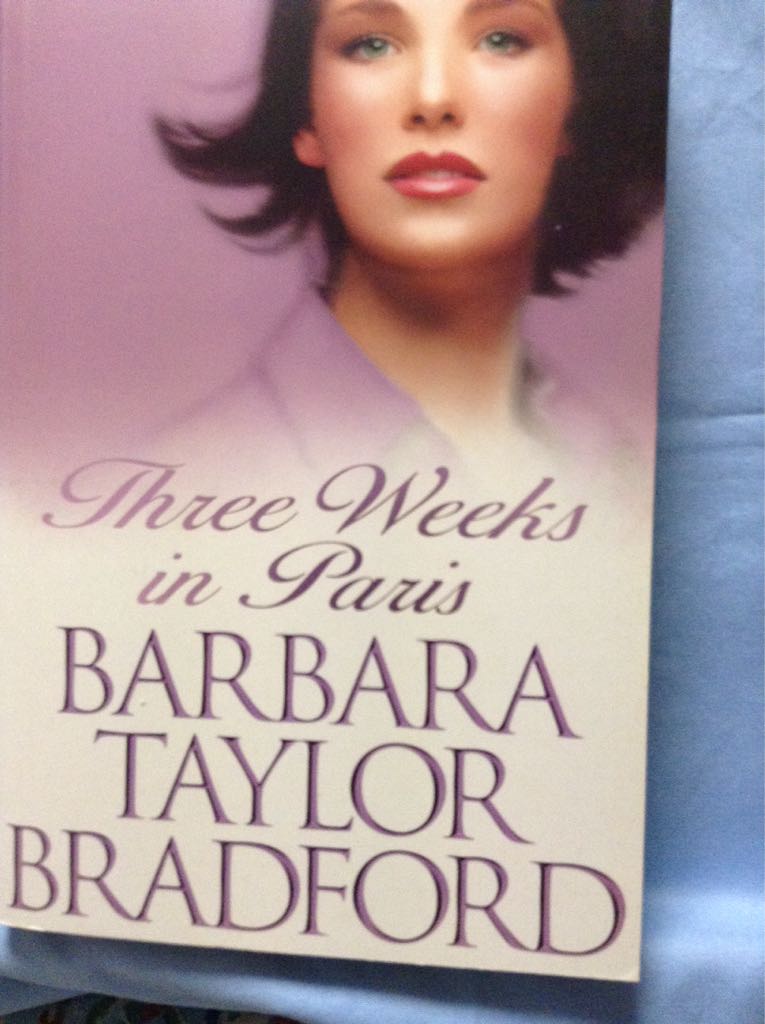 Three Weeks
in Paris
BARBARA
TAYLOR
BRADFORD